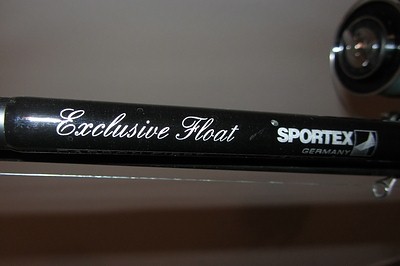 Exclusive Float
SPORTEX
GERMANY